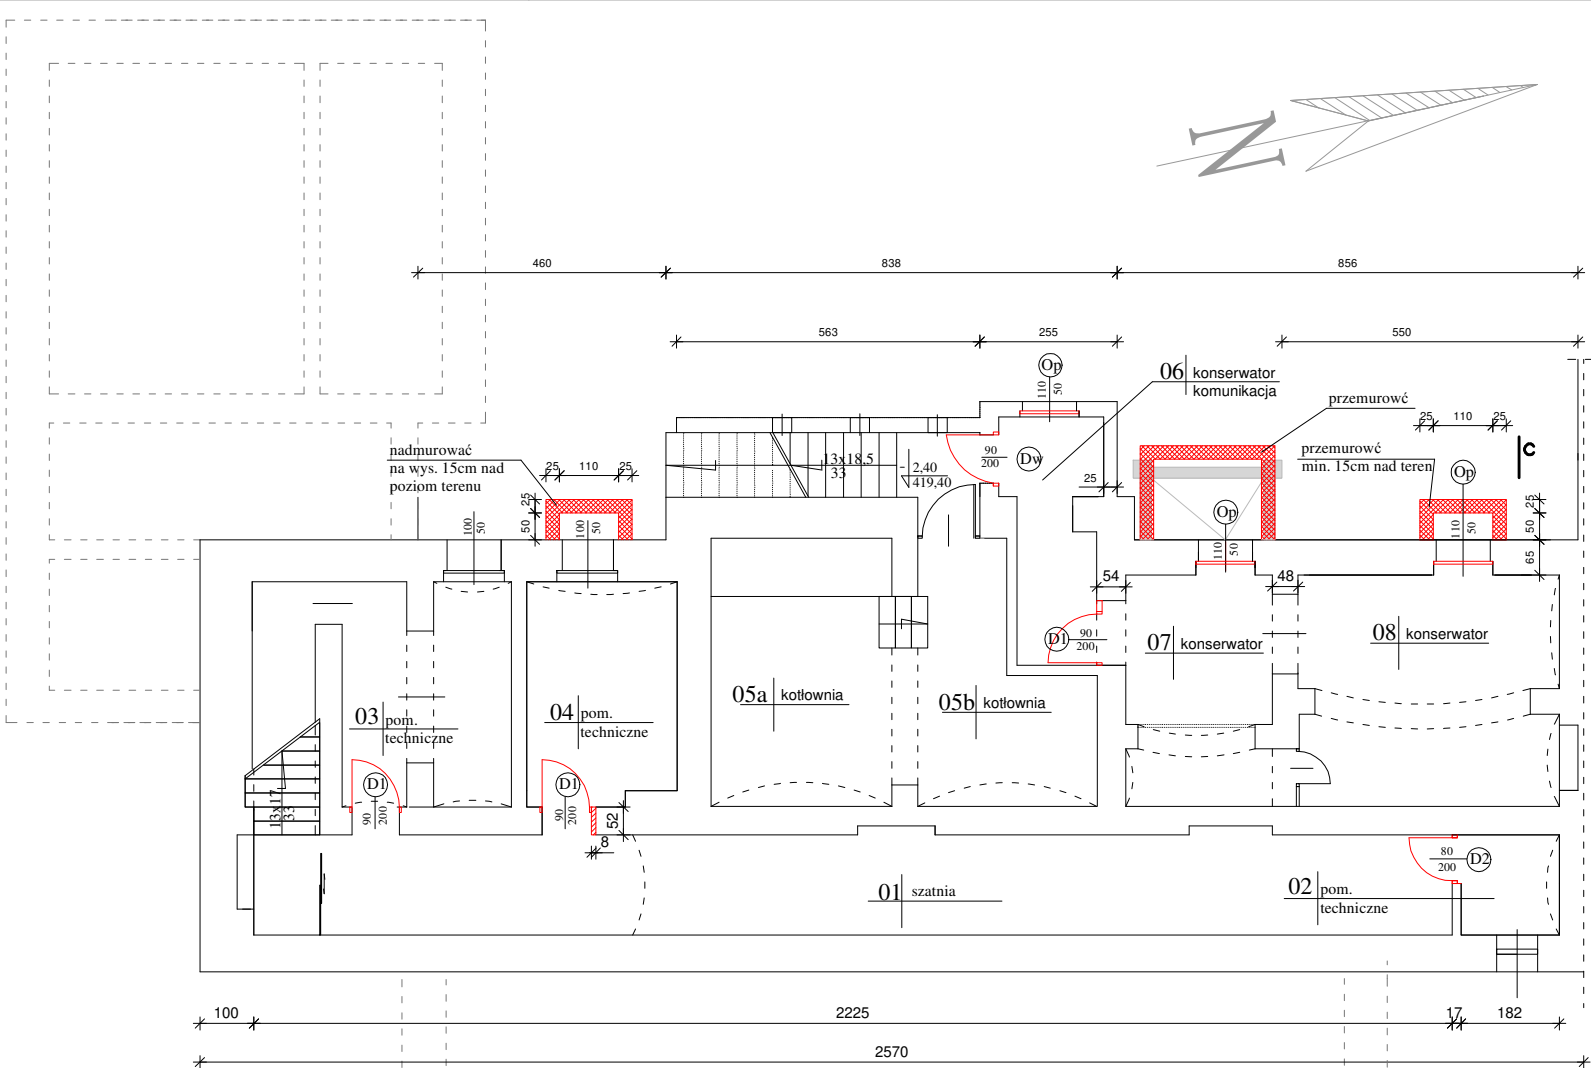 N
460
838
856
563
255
550
Op
110
50
06 konserwator
komunikacja
przemurowć
25 110 25
przemurowć
min. 15cm nad teren
C
nadmurować
na wys. 15cm nad
poziom terenu
25 110 25
25
50
100
50
100
50
13x18,5
33
- 2,40
419,40
90
200
Dw
25
Op
110
50
Op
110
50
25
50
65
54
48
D1
90
200
07 konserwator
08 konserwator
05a kotłownia
05b kotłownia
03 pom.
techniczne
04 pom.
techniczne
D1
90
200
D1
90
200
13x17
33
52
8
80
200
D2
01 szatnia
02 pom.
techniczne
100
2225
17
182
2570